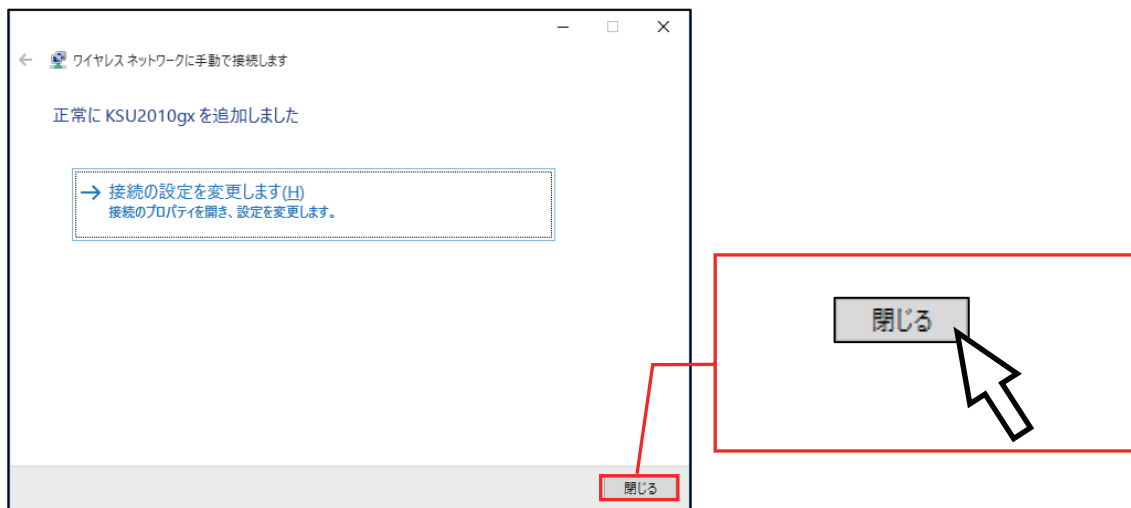 ワイヤレス ネットワークに手動で接続します
正常に KSU2010gx を追加しました
→ 接続の設定を変更します(H)
接続のプロパティを開き、設定を変更します。
閉じる
閉じる